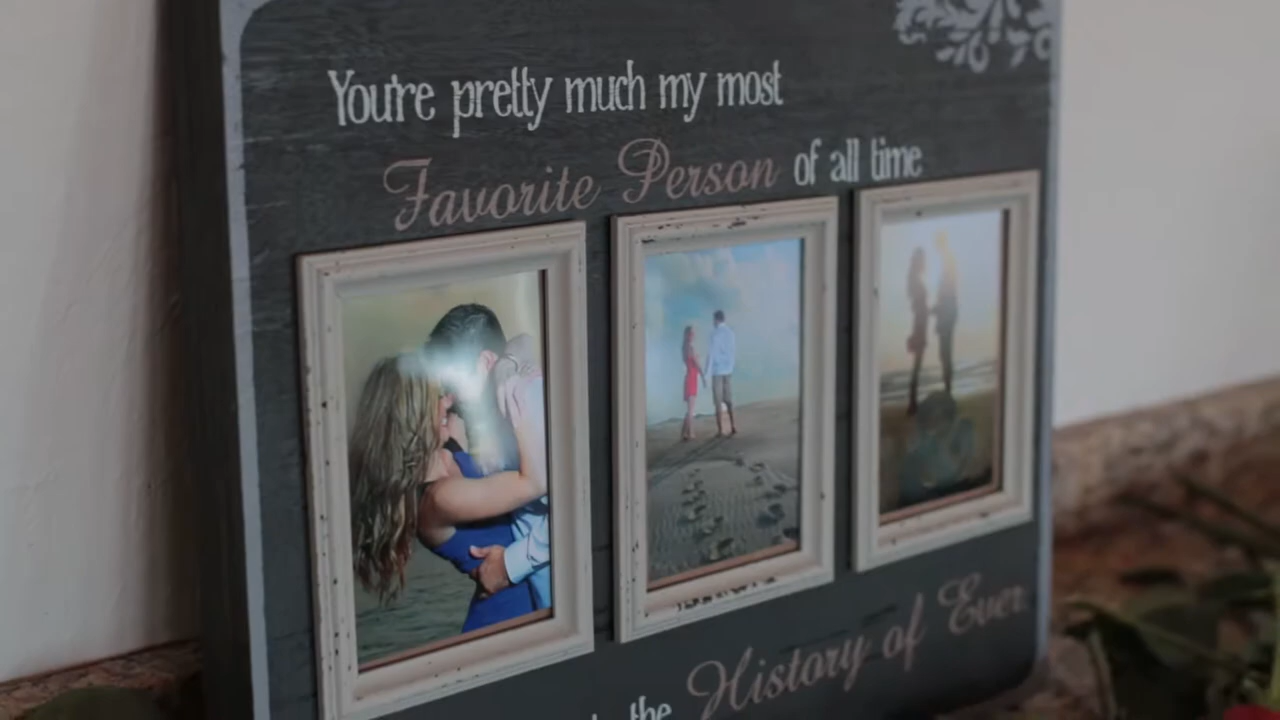 You're pretty much my most
Favorite Person of all time
the History of Ever